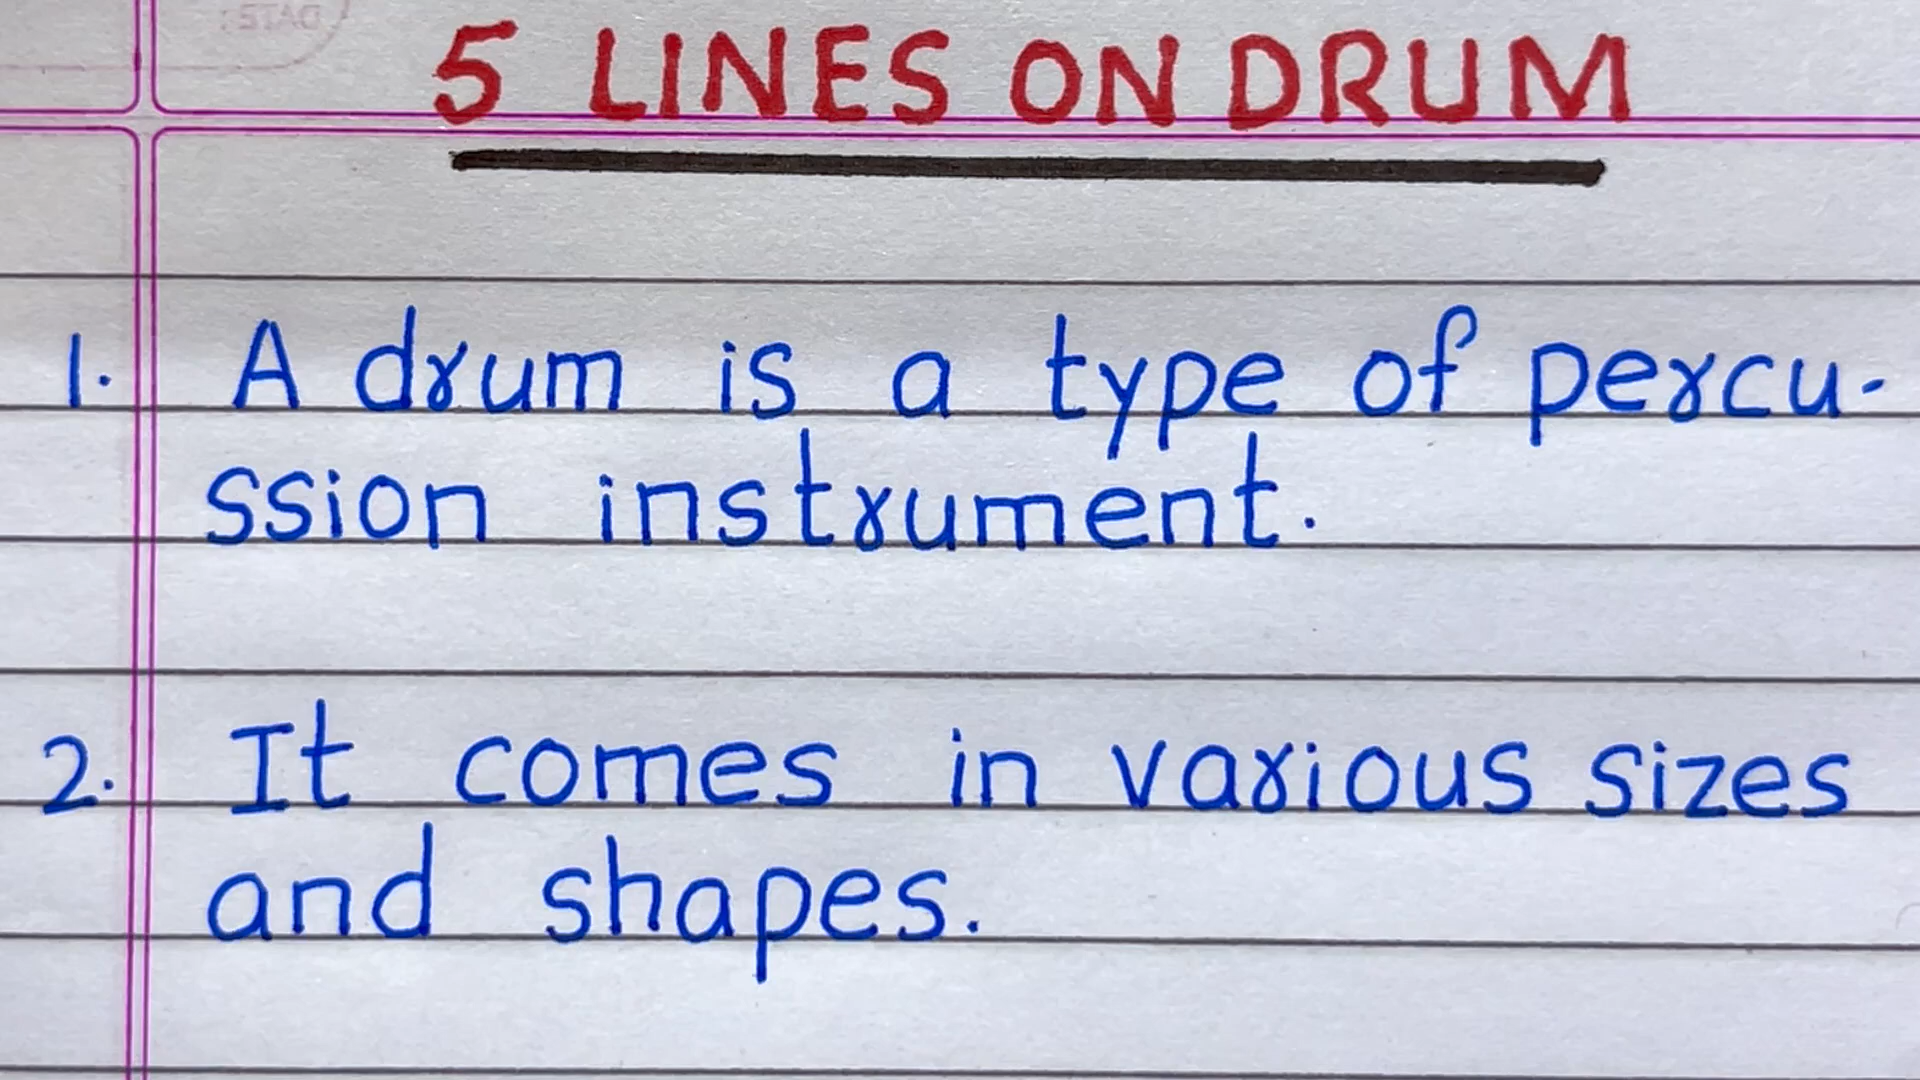 5 LINES ON DRUM
1. A drum is a type of percu-
ssion instrument.
2. It comes in various sizes
and shapes.